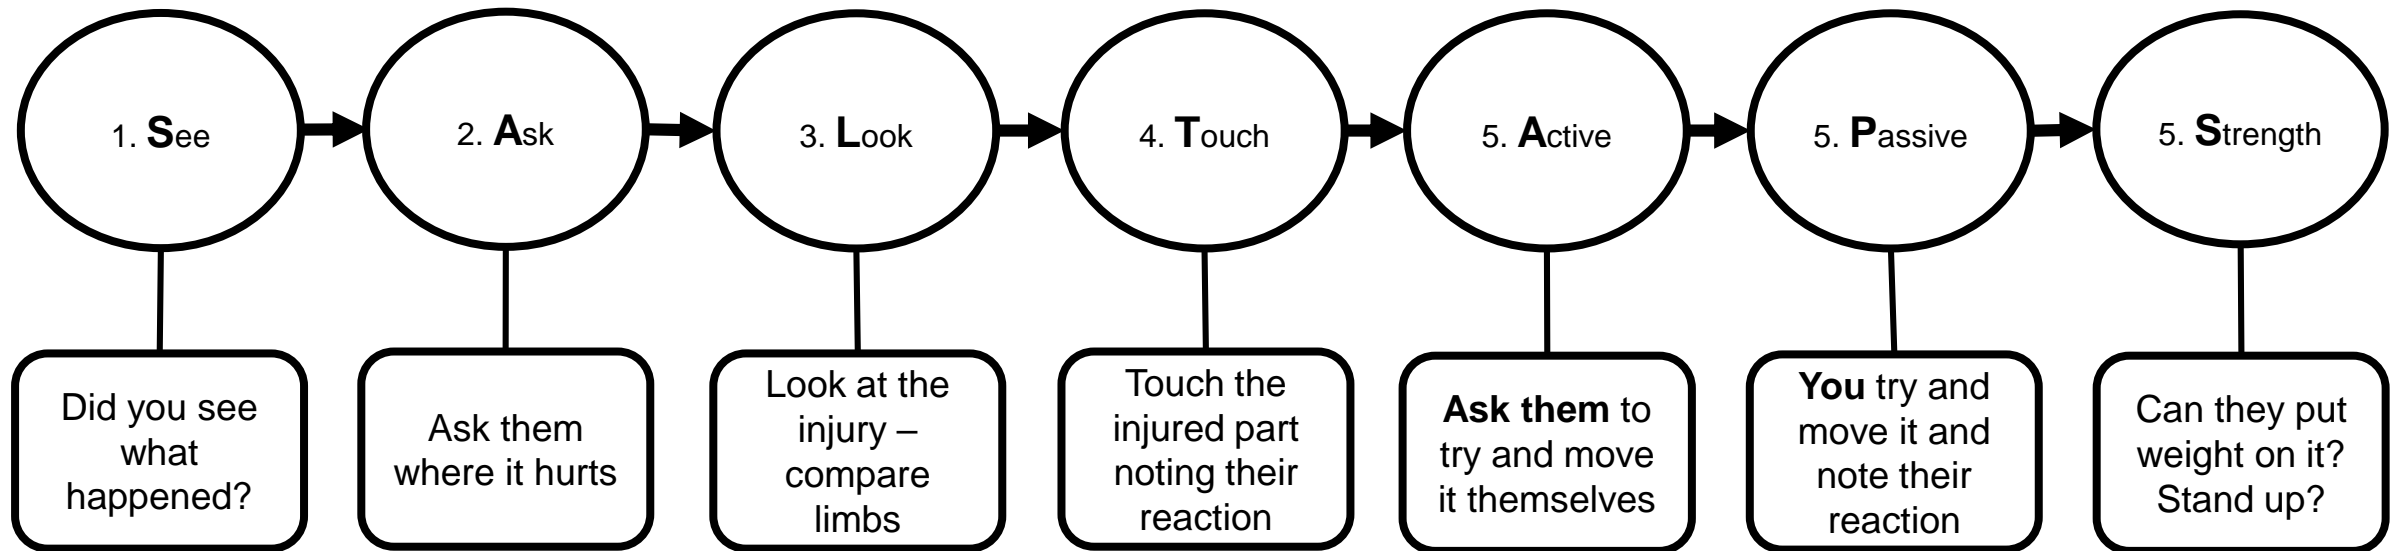 1. See
2. Ask
3. Look
4. Touch
5. Active
5. Passive
5. Strength
Did you see
what
happened?
Ask them
where it hurts
Look at the
injury –
compare
limbs
Touch the
injured part
noting their
reaction
Ask them to
try and move
it themselves
You try and
move it and
note their
reaction
Can they put
weight on it?
Stand up?